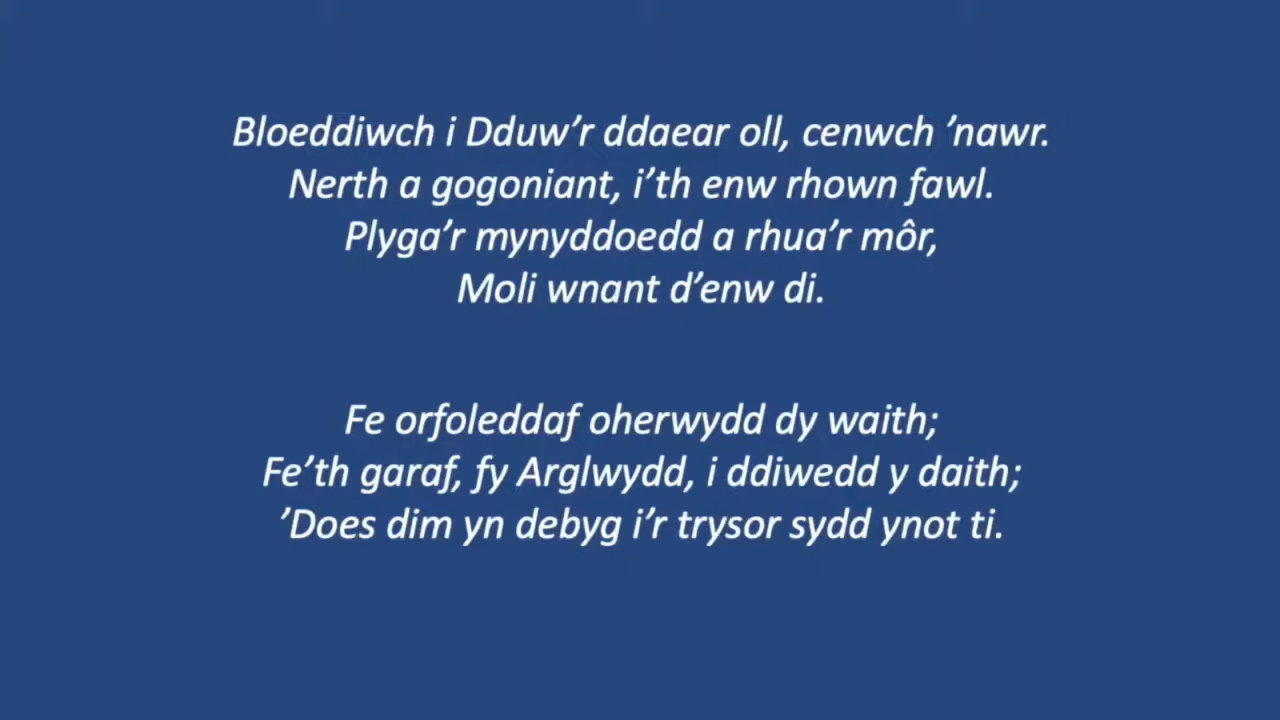 Bloeddiwch i Dduw’r ddaear oll, cenwch ’nawr.
Nerth a gogoniant, i’th enw rhown fawl.
Plyga’r mynyddoedd a rhua’r môr,
Moli wnant d’enw di.
Fe orfoleddaf oherwydd dy waith;
Fe’th garaf, fy Arglwydd, i ddiwedd y daith;
’Does dim yn debyg i’r trysor sydd ynot ti.